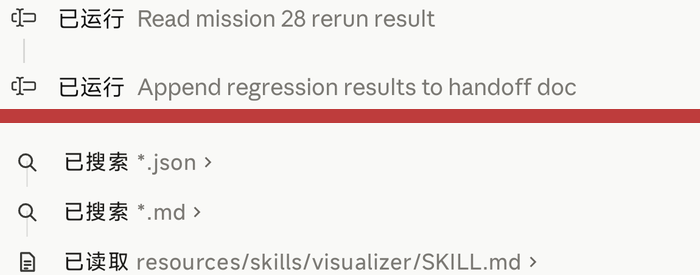 已运行 Read mission 28 rerun result
已运行 Append regression results to handoff doc
已搜索 *.json >
已搜索 *.md >
已读取 resources/skills/visualizer/SKILL.md >